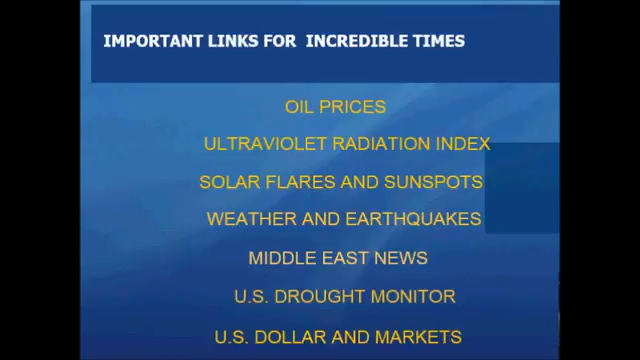 IMPORTANT LINKS FOR INCREDIBLE TIMES
OIL PRICES
ULTRAVIOLET RADIATION INDEX
SOLAR FLARES AND SUNSPOTS
WEATHER AND EARTHQUAKES
MIDDLE EAST NEWS
U.S. DROUGHT MONITOR
U.S. DOLLAR AND MARKETS